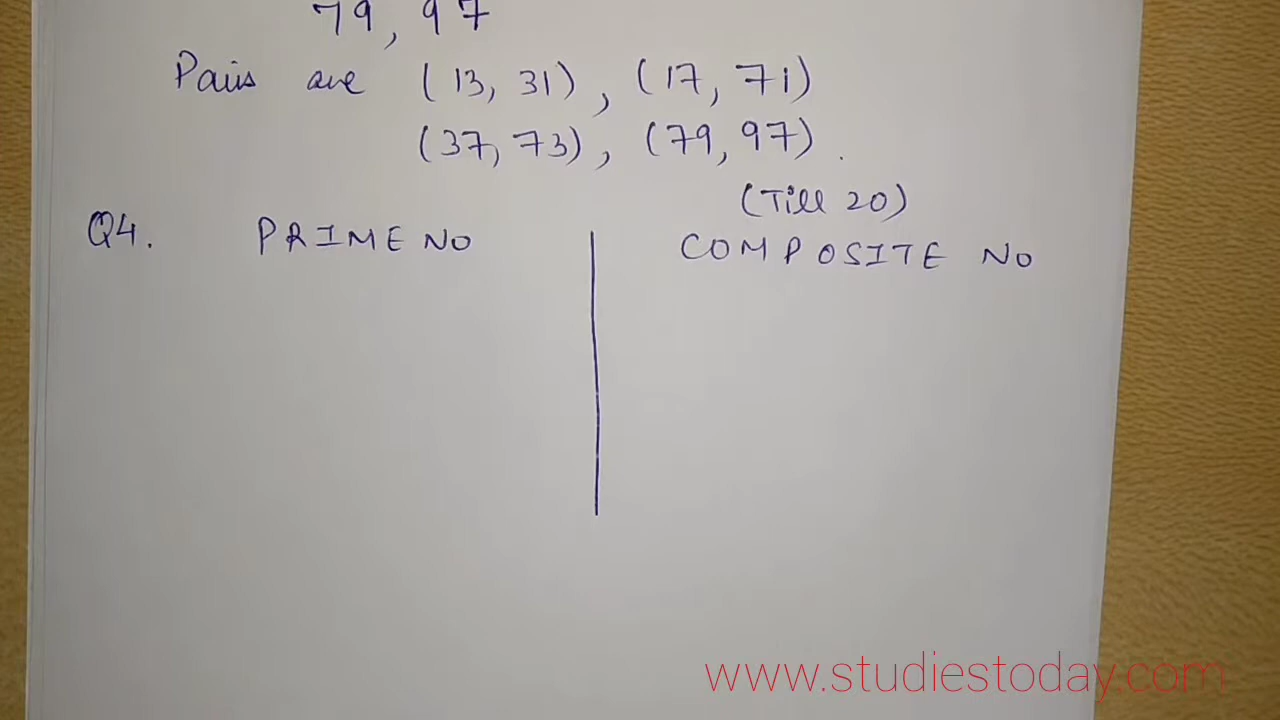 79, 97
Pairs are (13, 31), (17, 71)
(37, 73), (79, 97).
(Till 20)
Q4. PRIME NO
COMPOSITE NO
www.studiestoday.com